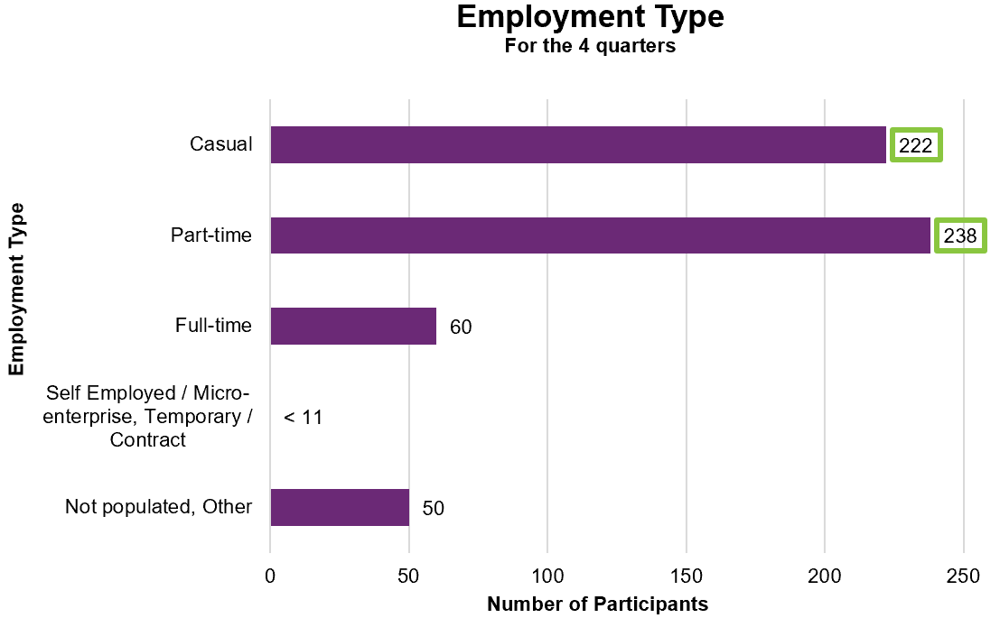 Employment Type
For the 4 quarters
Employment Type
Casual
222
Part-time
238
Full-time
60
Self Employed / Micro-
enterprise, Temporary /
Contract
< 11
Not populated, Other
50
0 50 100 150 200 250
Number of Participants